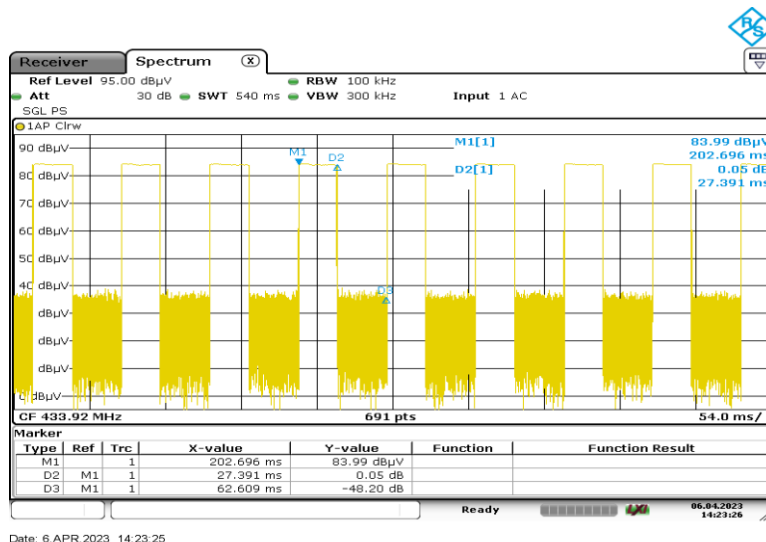 R S
Receiver Spectrum X
Ref Level 95.00 dBµV RBW 100 kHz
Att 30 dB SWT 540 ms VBW 300 kHz Input 1 AC
SGL PS
1AP Clrw
90 dBµV M1[1] 83.99 dBµV
M1 D2 202.696 ms
80 dBµV D2[1] 0.05 dB
27.391 ms
70 dBµV
60 dBµV
50 dBµV
40 dBµV
D3
dBµV
dBµV
dBµV
0 dBµV
CF 433.92 MHz 691 pts 54.0 ms/
Marker
Type Ref Trc X-value Y-value Function Function Result
M1 1 202.696 ms 83.99 dBµV
D2 M1 1 27.391 ms 0.05 dB
D3 M1 1 62.609 ms -48.20 dB
Ready LXI 06.04.2023
14:23:26
Date: 6.APR.2023 14:23:25